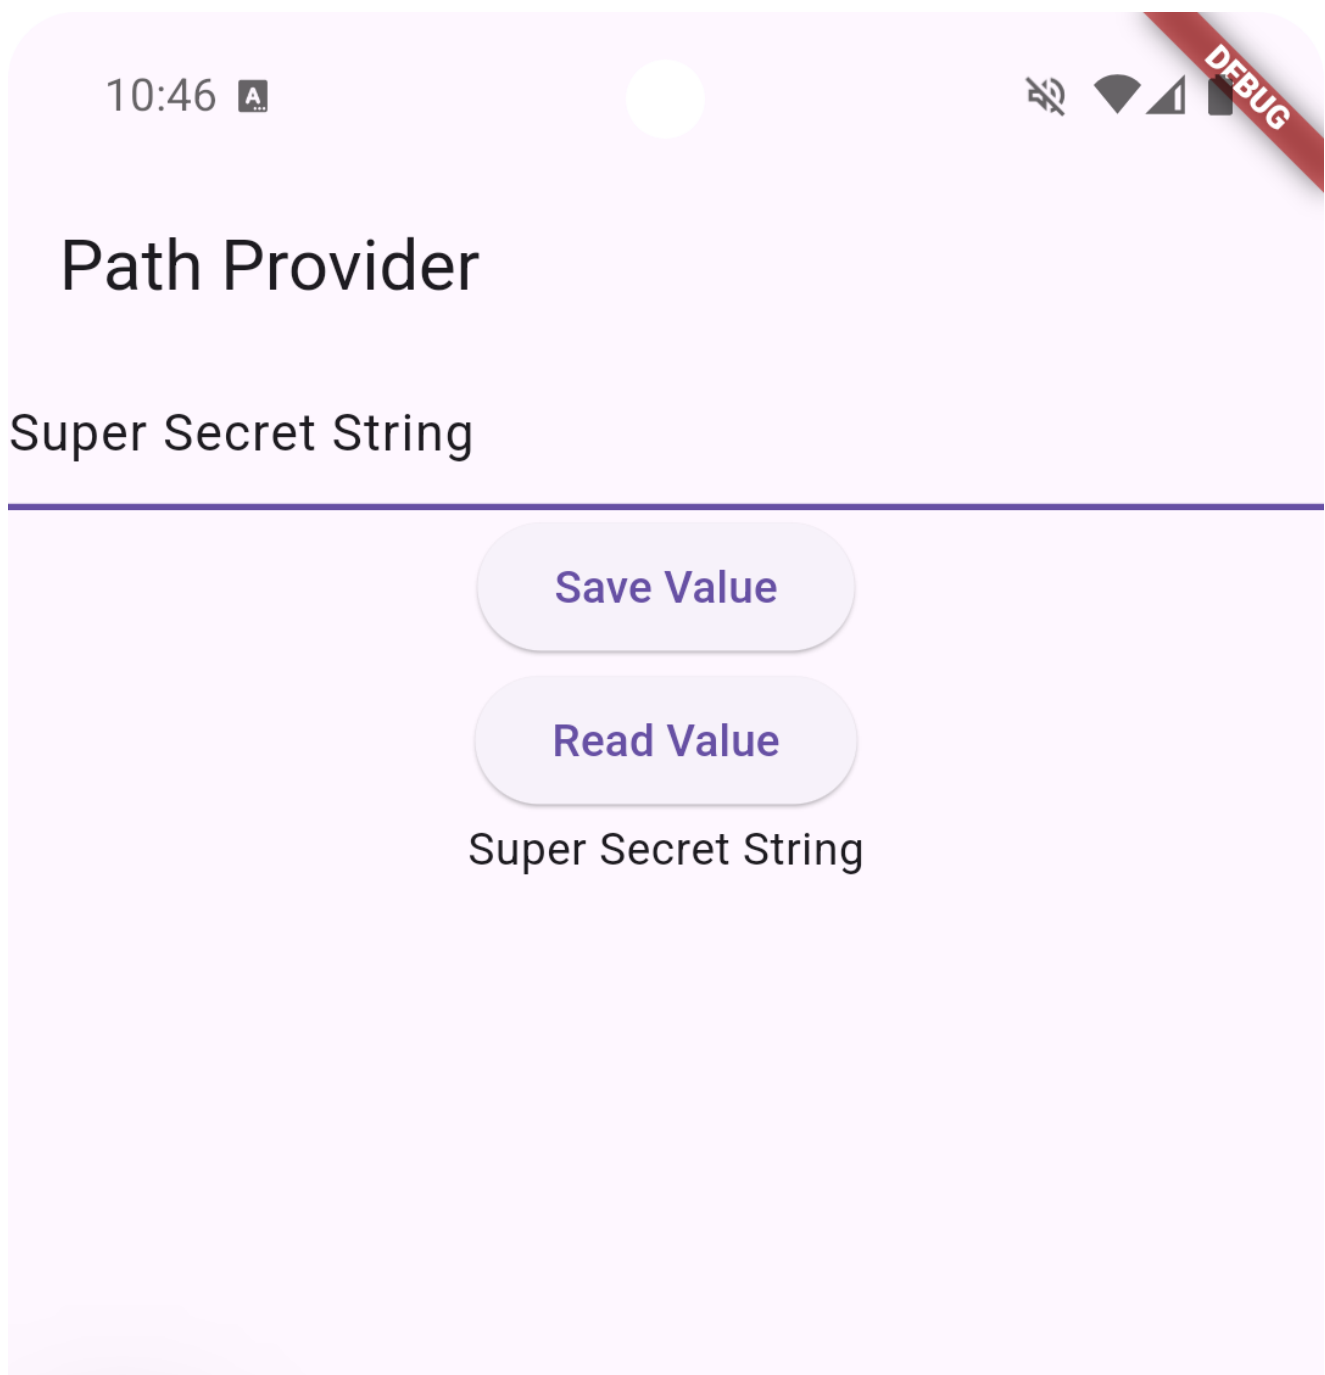 10:46 A
DEBUG
Path Provider
Super Secret String
Save Value
Read Value
Super Secret String